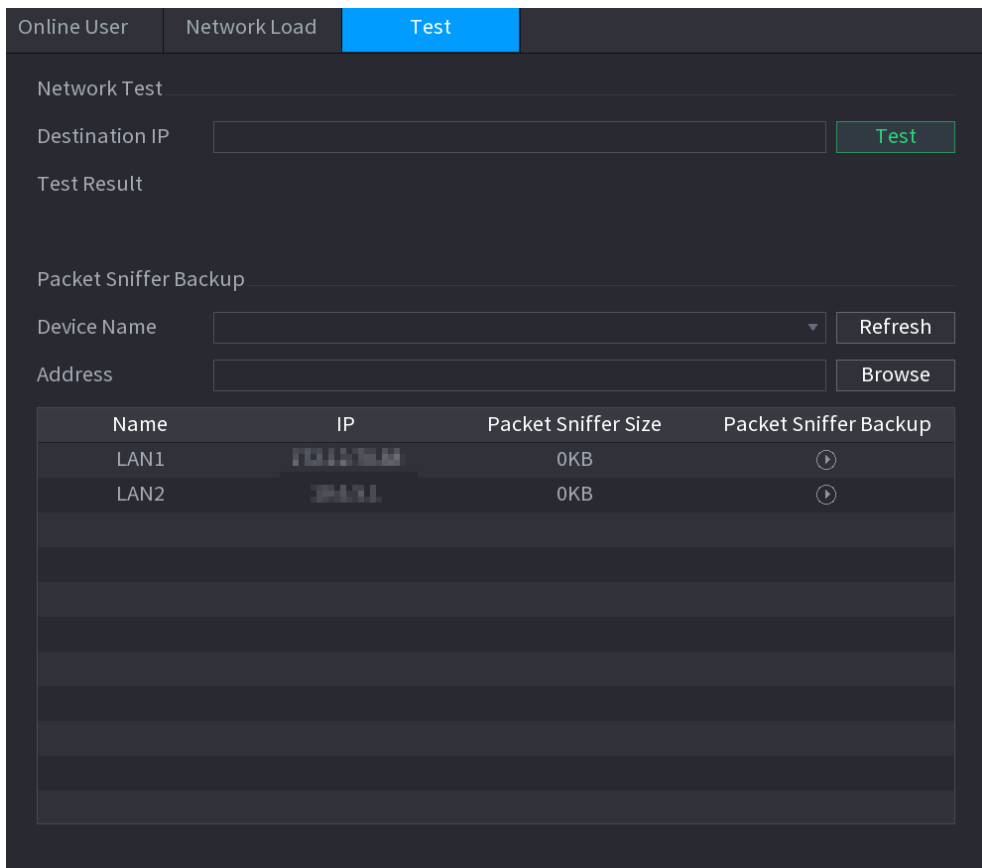 Online User Network Load Test
Network Test
Destination IP Test
Test Result
Packet Sniffer Backup
Device Name Refresh
Address Browse
Name IP Packet Sniffer Size Packet Sniffer Backup
LAN1 0KB
LAN2 0KB